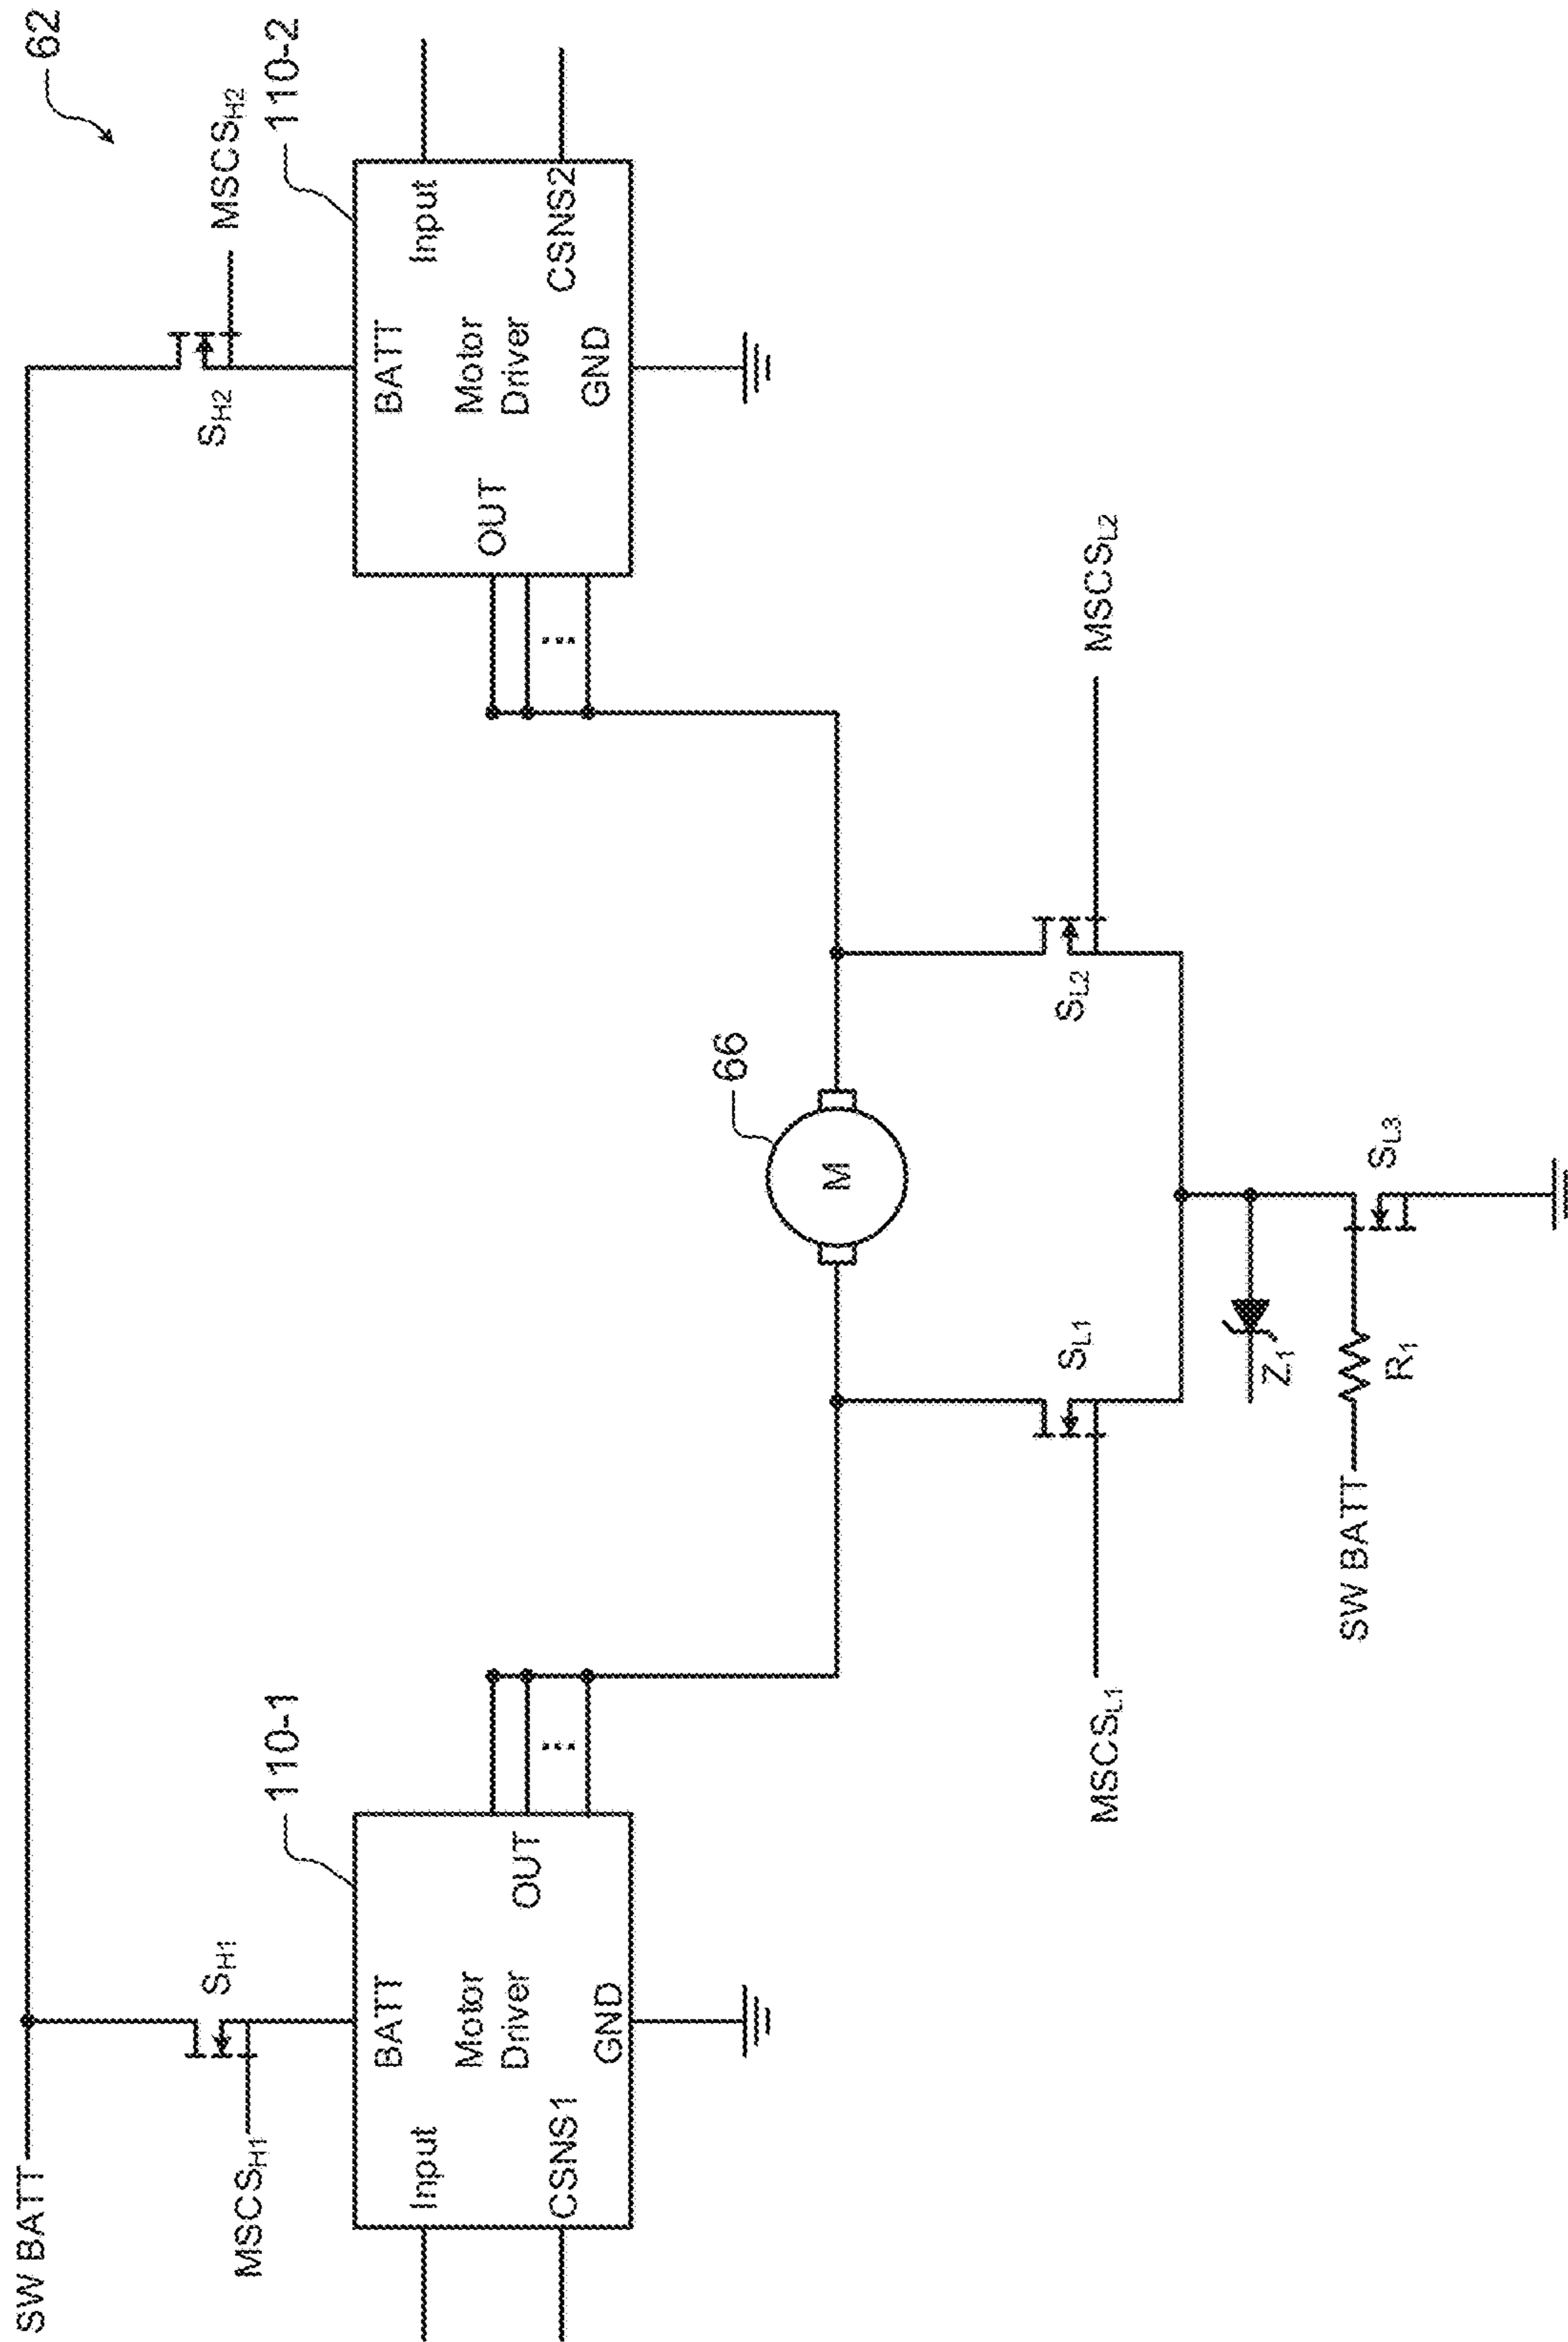 62
SW BATT
MSCSH1
SH1
SH2
MSCSH2
110-1
110-2
BATT
Input
Motor
Driver
OUT
CSNS1
GND
...
BATT
Input
OUT
Motor
Driver
CSNS2
GND
...
66
M
MSCSL1
SL1
SL2
MSCSL2
Z1
SW BATT
R1
SL3